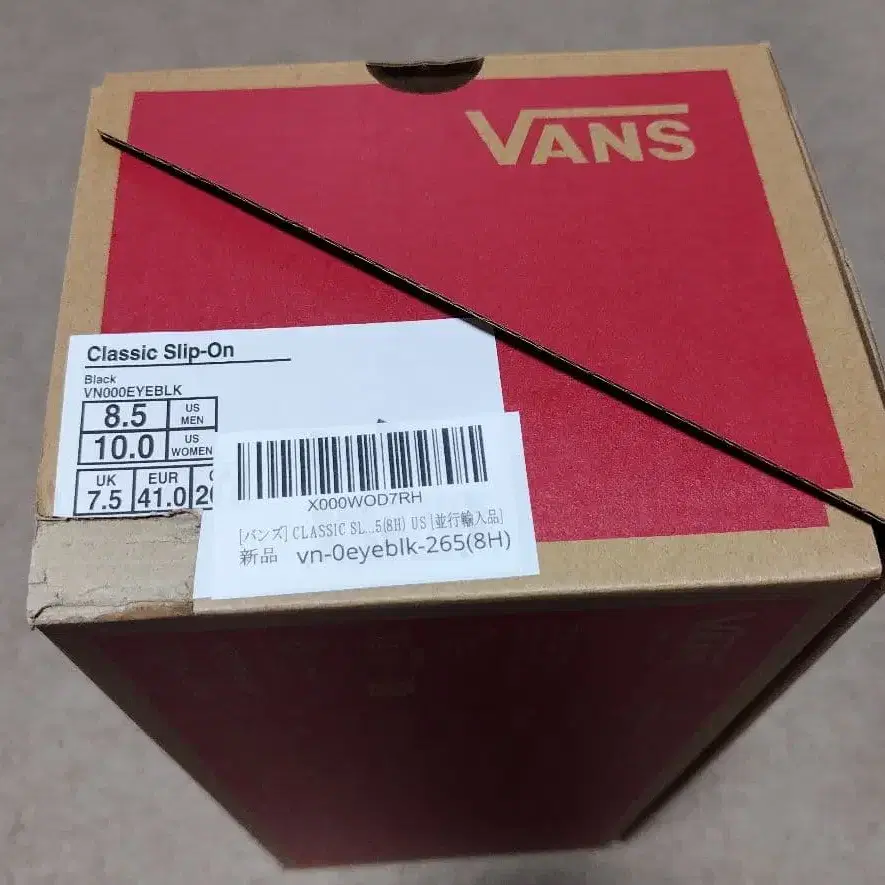 VANS
Classic Slip-On
Black
VN000EYEBLK
8.5 US MEN
10.0 US WOMEN
UK EUR
7.5 41.0
X000WOD7RH
[バンズ] CLASSIC SL...5(8H) US [並行輸入品]
新品 vn-0eyeblk-265(8H)